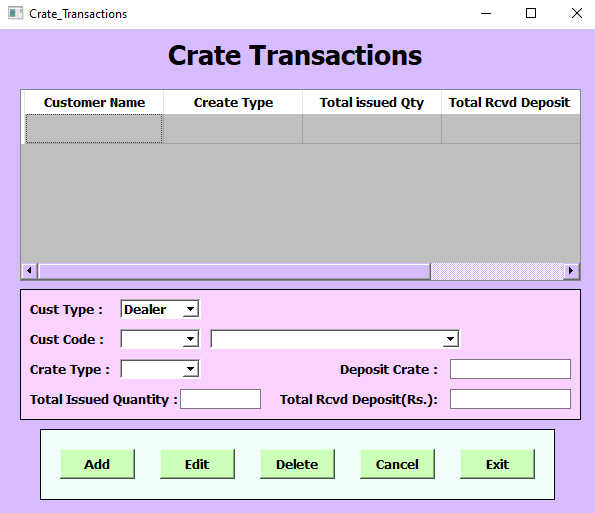 Crate_Transactions
Crate Transactions
Customer Name Create Type Total issued Qty Total Rcvd Deposit
Cust Type : Dealer
Cust Code :
Crate Type : Deposit Crate :
Total Issued Quantity : Total Rcvd Deposit(Rs.):
Add Edit Delete Cancel Exit